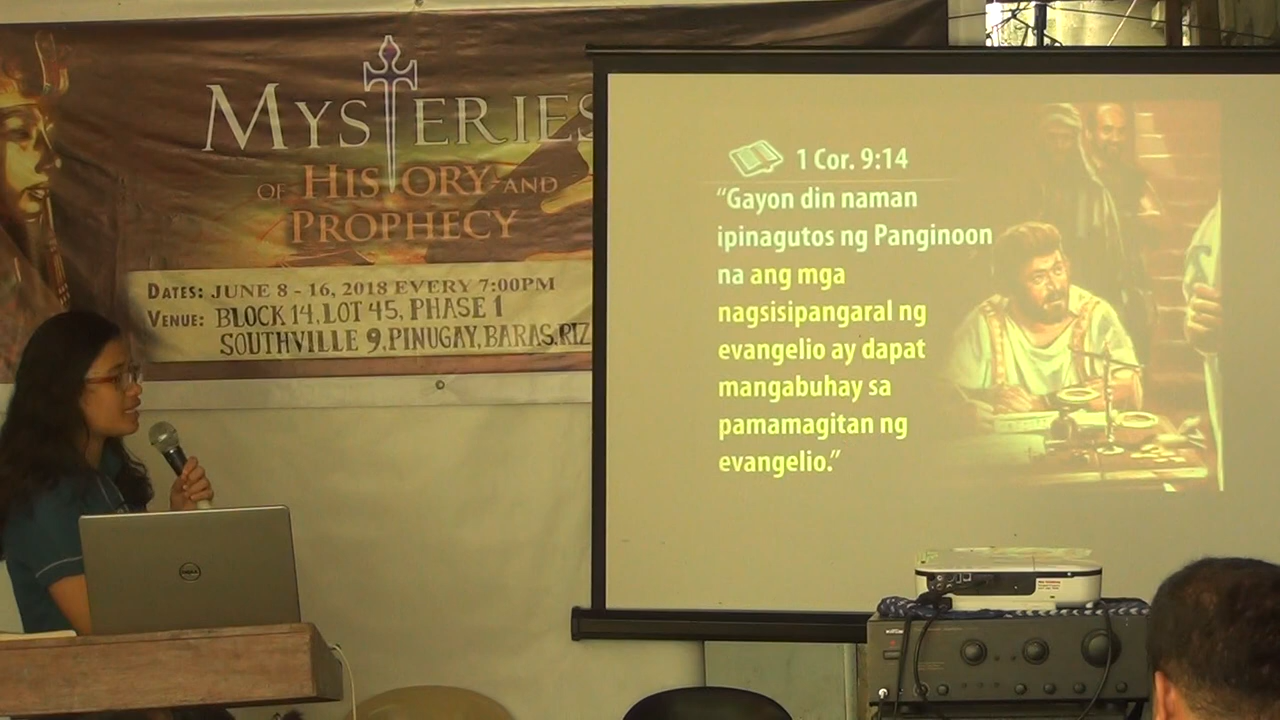 MYSTERIES
OF HISTORY AND
PROPHECY
DATES: JUNE 8 - 16, 2018 EVERY 7:00PM
VENUE: BLOCK 14, LOT 45, PHASE 1
SOUTHVILLE 9, PINUGAY, BARAS, RIZ
1 Cor. 9:14
“Gayon din naman
ipinagutos ng Panginoon
na ang mga
nagsisipangaral ng
evangelio ay dapat
mangabuhay sa
pamamagitan ng
evangelio.”
DELL